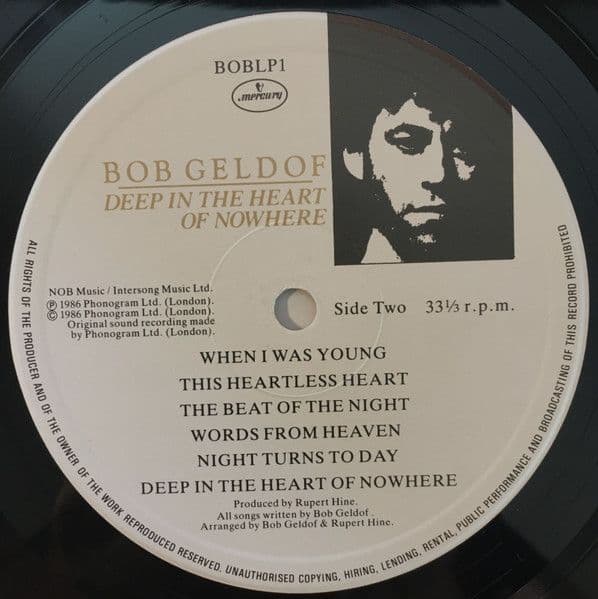 BOBLP1
mercury
BOB GELDOF
DEEP IN THE HEART
OF NOWHERE
NOB Music / Intersong Music Ltd.
℗ 1986 Phonogram Ltd. (London).
© 1986 Phonogram Ltd. (London).
Original sound recording made
by Phonogram Ltd. (London).
Side Two 33⅓ r.p.m.
WHEN I WAS YOUNG
THIS HEARTLESS HEART
THE BEAT OF THE NIGHT
WORDS FROM HEAVEN
NIGHT TURNS TO DAY
DEEP IN THE HEART OF NOWHERE
Produced by Rupert Hine.
All songs written by Bob Geldof .
Arranged by Bob Geldof & Rupert Hine.
ALL RIGHTS OF THE PRODUCER AND OF THE OWNER OF THE WORK REPRODUCED RESERVED. UNAUTHORISED COPYING, HIRING, LENDING, RENTAL, PUBLIC PERFORMANCE AND BROADCASTING OF THIS RECORD PROHIBITED